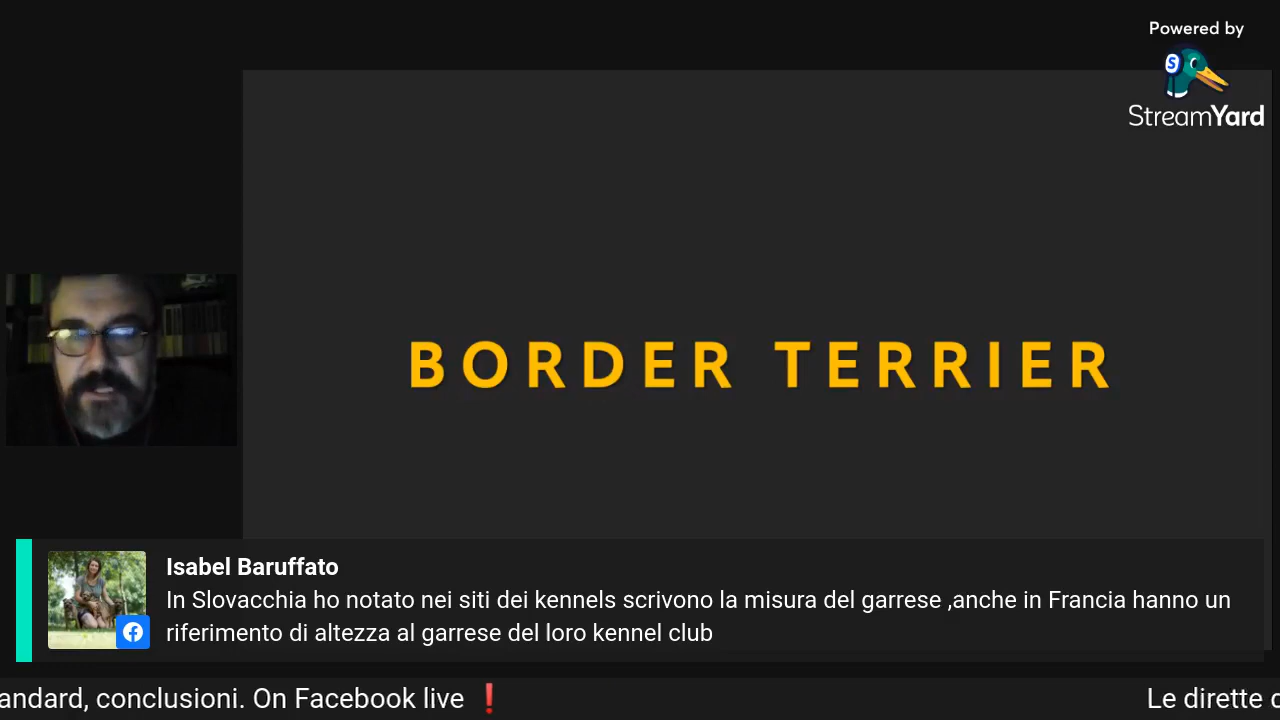 Powered by
StreamYard
BORDER TERRIER
Isabel Baruffato
In Slovacchia ho notato nei siti dei kennels scrivono la misura del garrese ,anche in Francia hanno un
riferimento di altezza al garrese del loro kennel club
andard, conclusioni. On Facebook live ❗ Le dirette